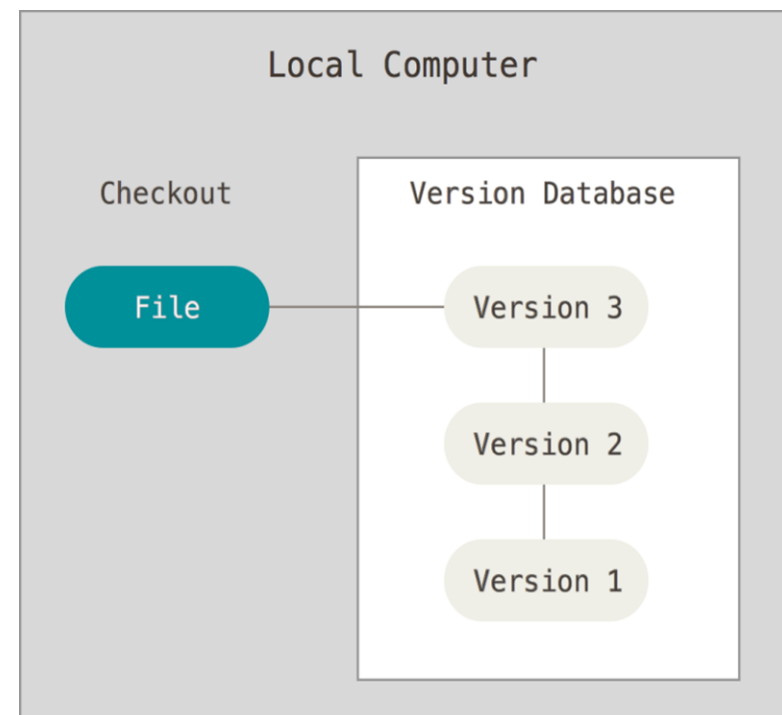 Local Computer
Checkout
Version Database
File
Version 3
Version 2
Version 1